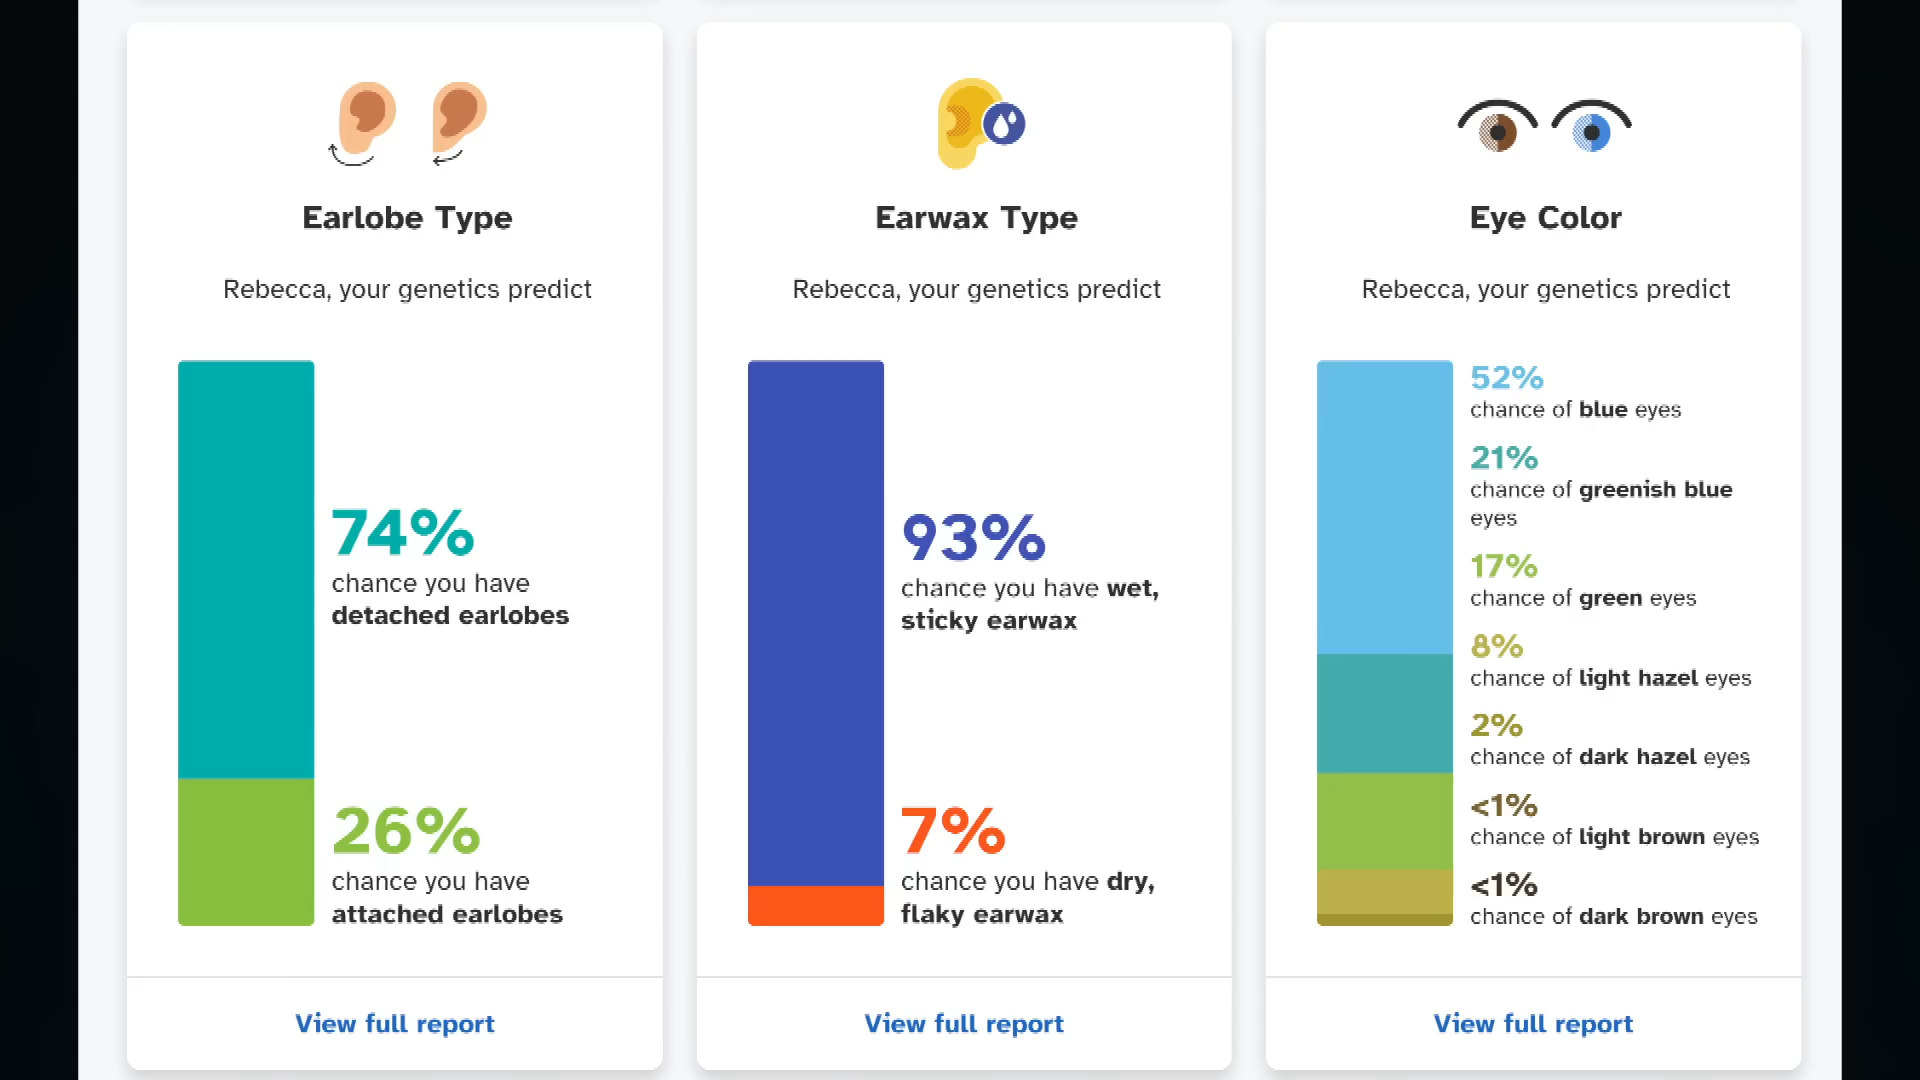 Earlobe Type
Rebecca, your genetics predict
74%
chance you have
detached earlobes
26%
chance you have
attached earlobes
View full report
Earwax Type
Rebecca, your genetics predict
93%
chance you have wet,
sticky earwax
7%
chance you have dry,
flaky earwax
View full report
Eye Color
Rebecca, your genetics predict
52%
chance of blue eyes
21%
chance of greenish blue
eyes
17%
chance of green eyes
8%
chance of light hazel eyes
2%
chance of dark hazel eyes
<1%
chance of light brown eyes
<1%
chance of dark brown eyes
View full report